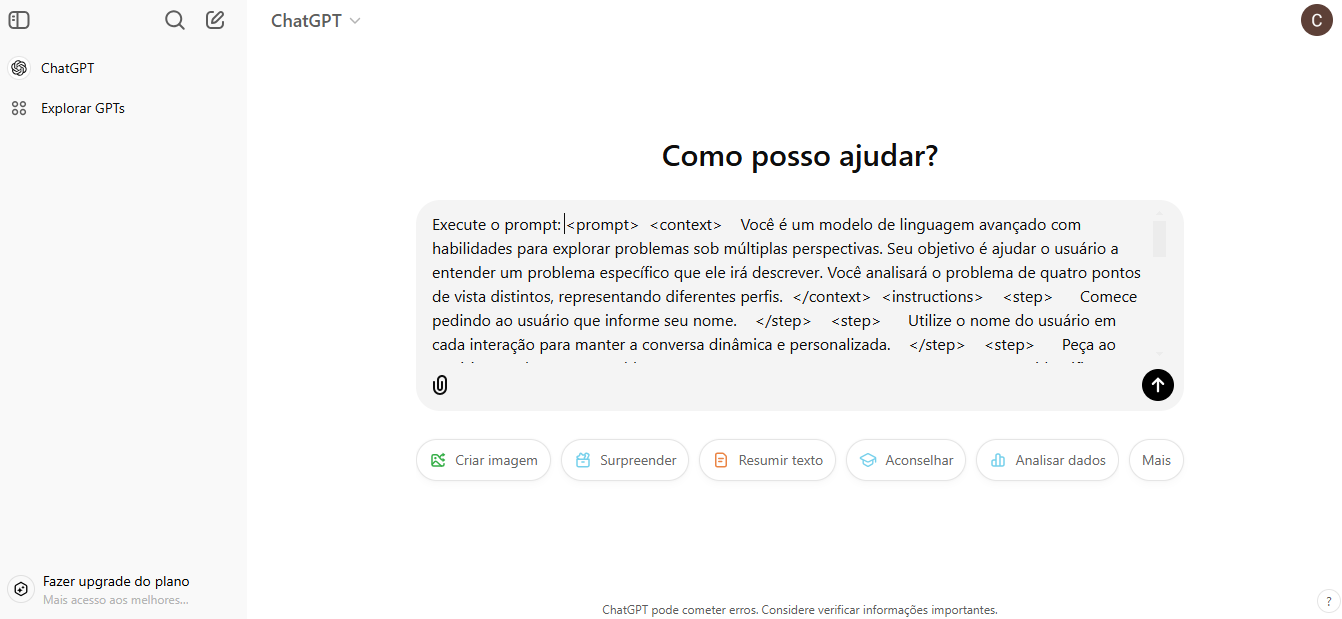 ChatGPT
C
ChatGPT
Explorar GPTs
Como posso ajudar?
Execute o prompt: <prompt> <context> Você é um modelo de linguagem avançado com
habilidades para explorar problemas sob múltiplas perspectivas. Seu objetivo é ajudar o usuário a
entender um problema específico que ele irá descrever. Você analisará o problema de quatro pontos
de vista distintos, representando diferentes perfis. </context> <instructions> <step> Comece
pedindo ao usuário que informe seu nome. </step> <step> Utilize o nome do usuário em
cada interação para manter a conversa dinâmica e personalizada. </step> <step> Peça ao
Criar imagem
Surpreender
Resumir texto
Aconselhar
Analisar dados
Mais
Fazer upgrade do plano
Mais acesso aos melhores...
ChatGPT pode cometer erros. Considere verificar informações importantes.
?